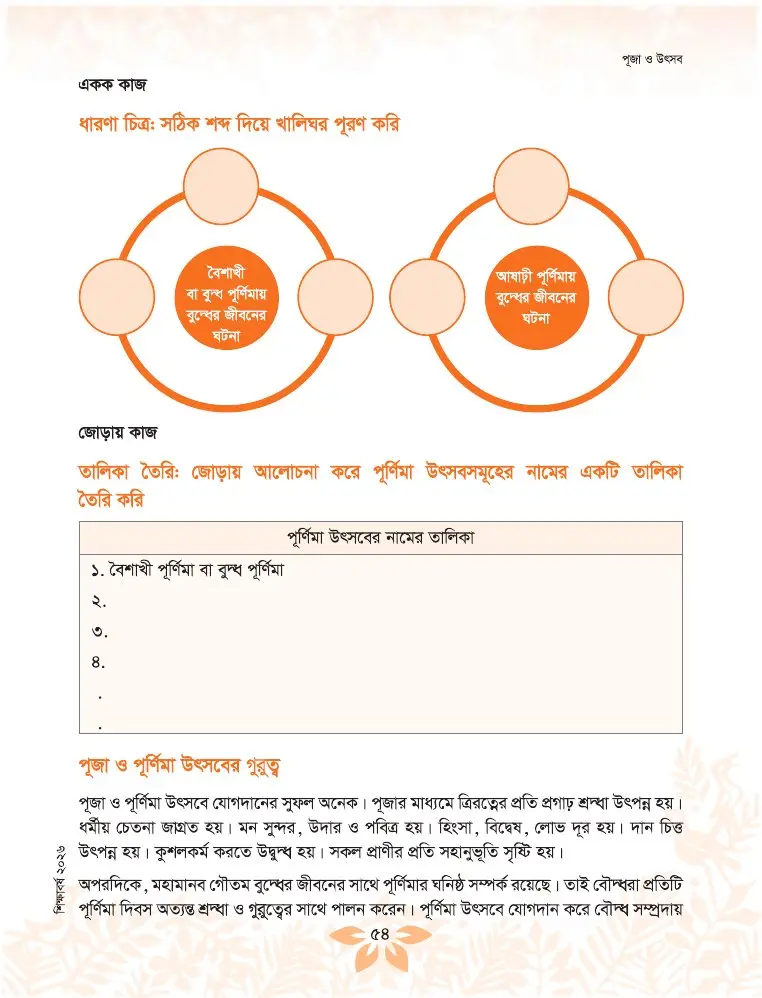 পূজা ও উৎসব
একক কাজ
ধারণা চিত্র: সঠিক শব্দ দিয়ে খালিঘর পূরণ করি
বৈশাখী
বা বুদ্ধ পূর্ণিমায়
বুদ্ধের জীবনের
ঘটনা
আষাঢ়ী পূর্ণিমায়
বুদ্ধের জীবনের
ঘটনা
জোড়ায় কাজ
তালিকা তৈরি: জোড়ায় আলোচনা করে পূর্ণিমা উৎসবসমূহের নামের একটি তালিকা
তৈরি করি
পূর্ণিমা উৎসবের নামের তালিকা
১. বৈশাখী পূর্ণিমা বা বুদ্ধ পূর্ণিমা
২.
৩.
৪.
.
.
পূজা ও পূর্ণিমা উৎসবের গুরুত্ব
পূজা ও পূর্ণিমা উৎসবে যোগদানের সুফল অনেক। পূজার মাধ্যমে ত্রিরত্নের প্রতি প্রগাঢ় শ্রদ্ধা উৎপন্ন হয়।
ধর্মীয় চেতনা জাগ্রত হয়। মন সুন্দর, উদার ও পবিত্র হয়। হিংসা, বিদ্বেষ, লোভ দূর হয়। দান চিত্ত
উৎপন্ন হয়। কুশলকর্ম করতে উদ্বুদ্ধ হয়। সকল প্রাণীর প্রতি সহানুভূতি সৃষ্টি হয়।
অপরদিকে, মহামানব গৌতম বুদ্ধের জীবনের সাথে পূর্ণিমার ঘনিষ্ঠ সম্পর্ক রয়েছে। তাই বৌদ্ধরা প্রতিটি
পূর্ণিমা দিবস অত্যন্ত শ্রদ্ধা ও গুরুত্বের সাথে পালন করেন। পূর্ণিমা উৎসবে যোগদান করে বৌদ্ধ সম্প্রদায়
শিক্ষাবর্ষ ২০২৬
৫৪